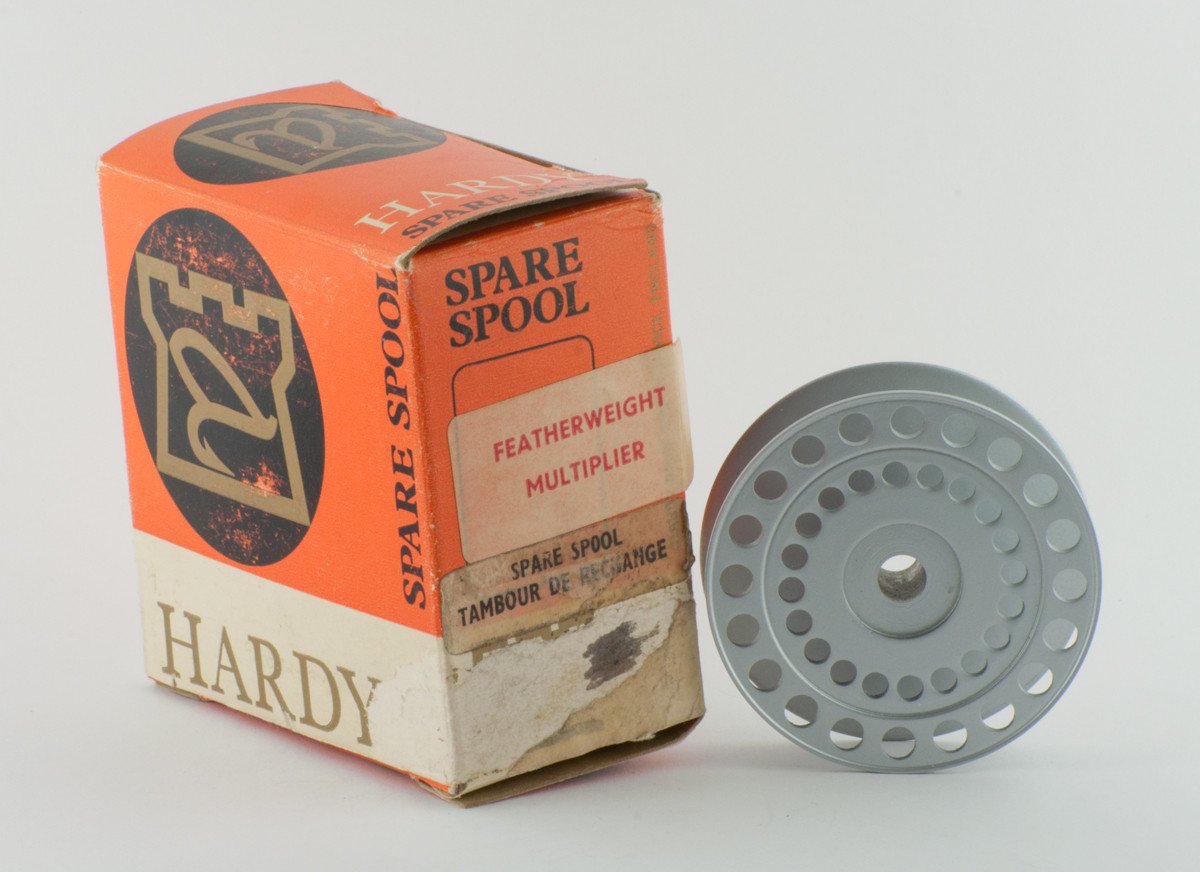 HARDY
SPARE SPOOL
SPARE SPOOL
HARDY
SPARE
SPOOL
FEATHERWEIGHT
MULTIPLIER
SPARE SPOOL
TAMBOUR DE RECHANGE